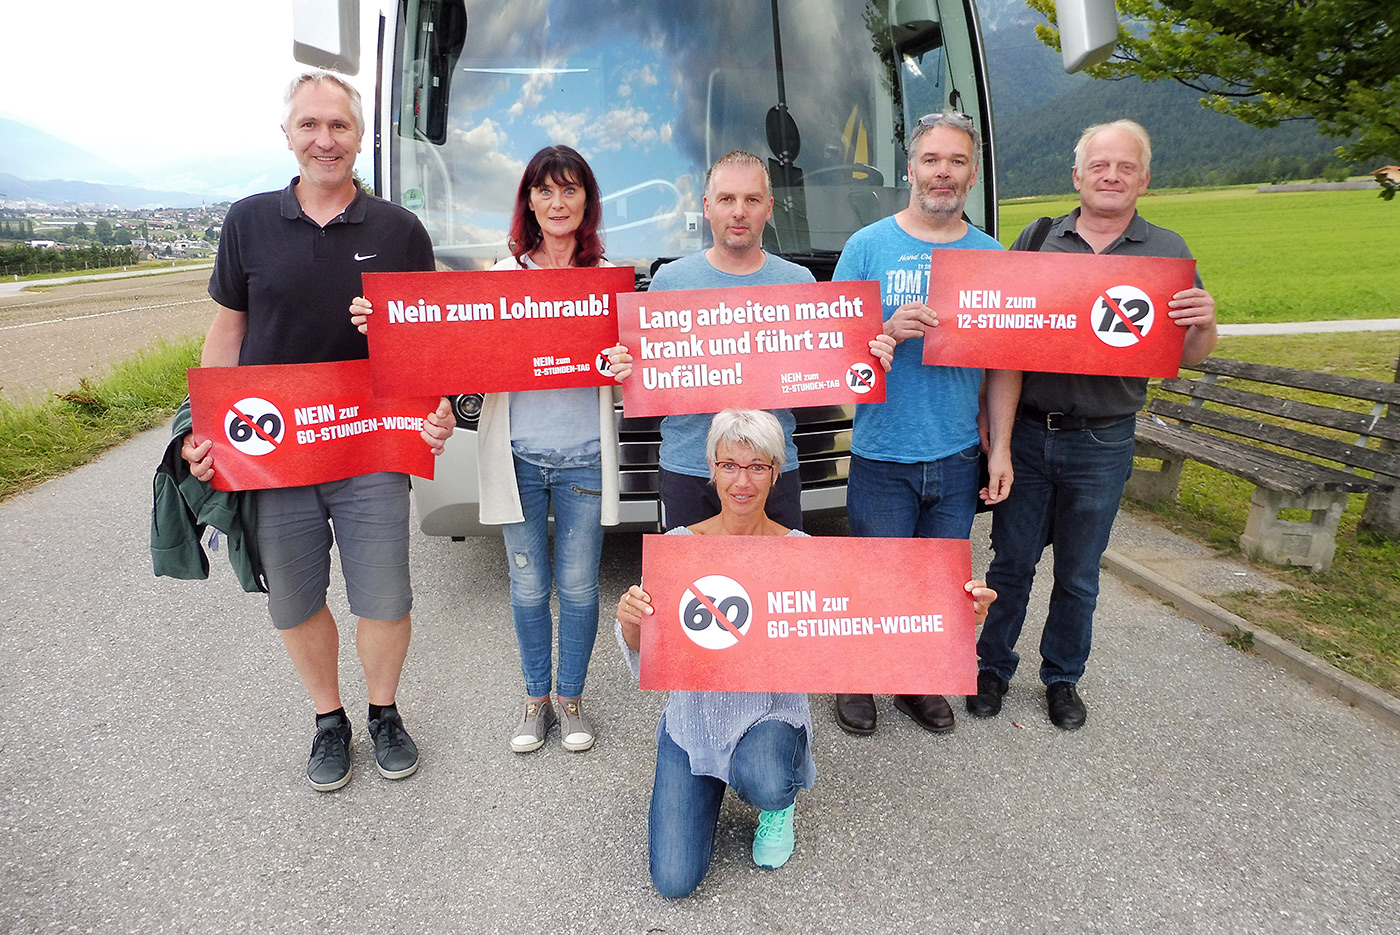 Nein zum Lohnraub!
NEIN zum
12-STUNDEN-TAG
Lang arbeiten macht
krank und führt zu
Unfällen!
NEIN zum
12-STUNDEN-TAG
12
NEIN zum
12-STUNDEN-TAG
12
60
NEIN zur
60-STUNDEN-WOCHE
60
NEIN zur
60-STUNDEN-WOCHE
TOM T
ORIGINA